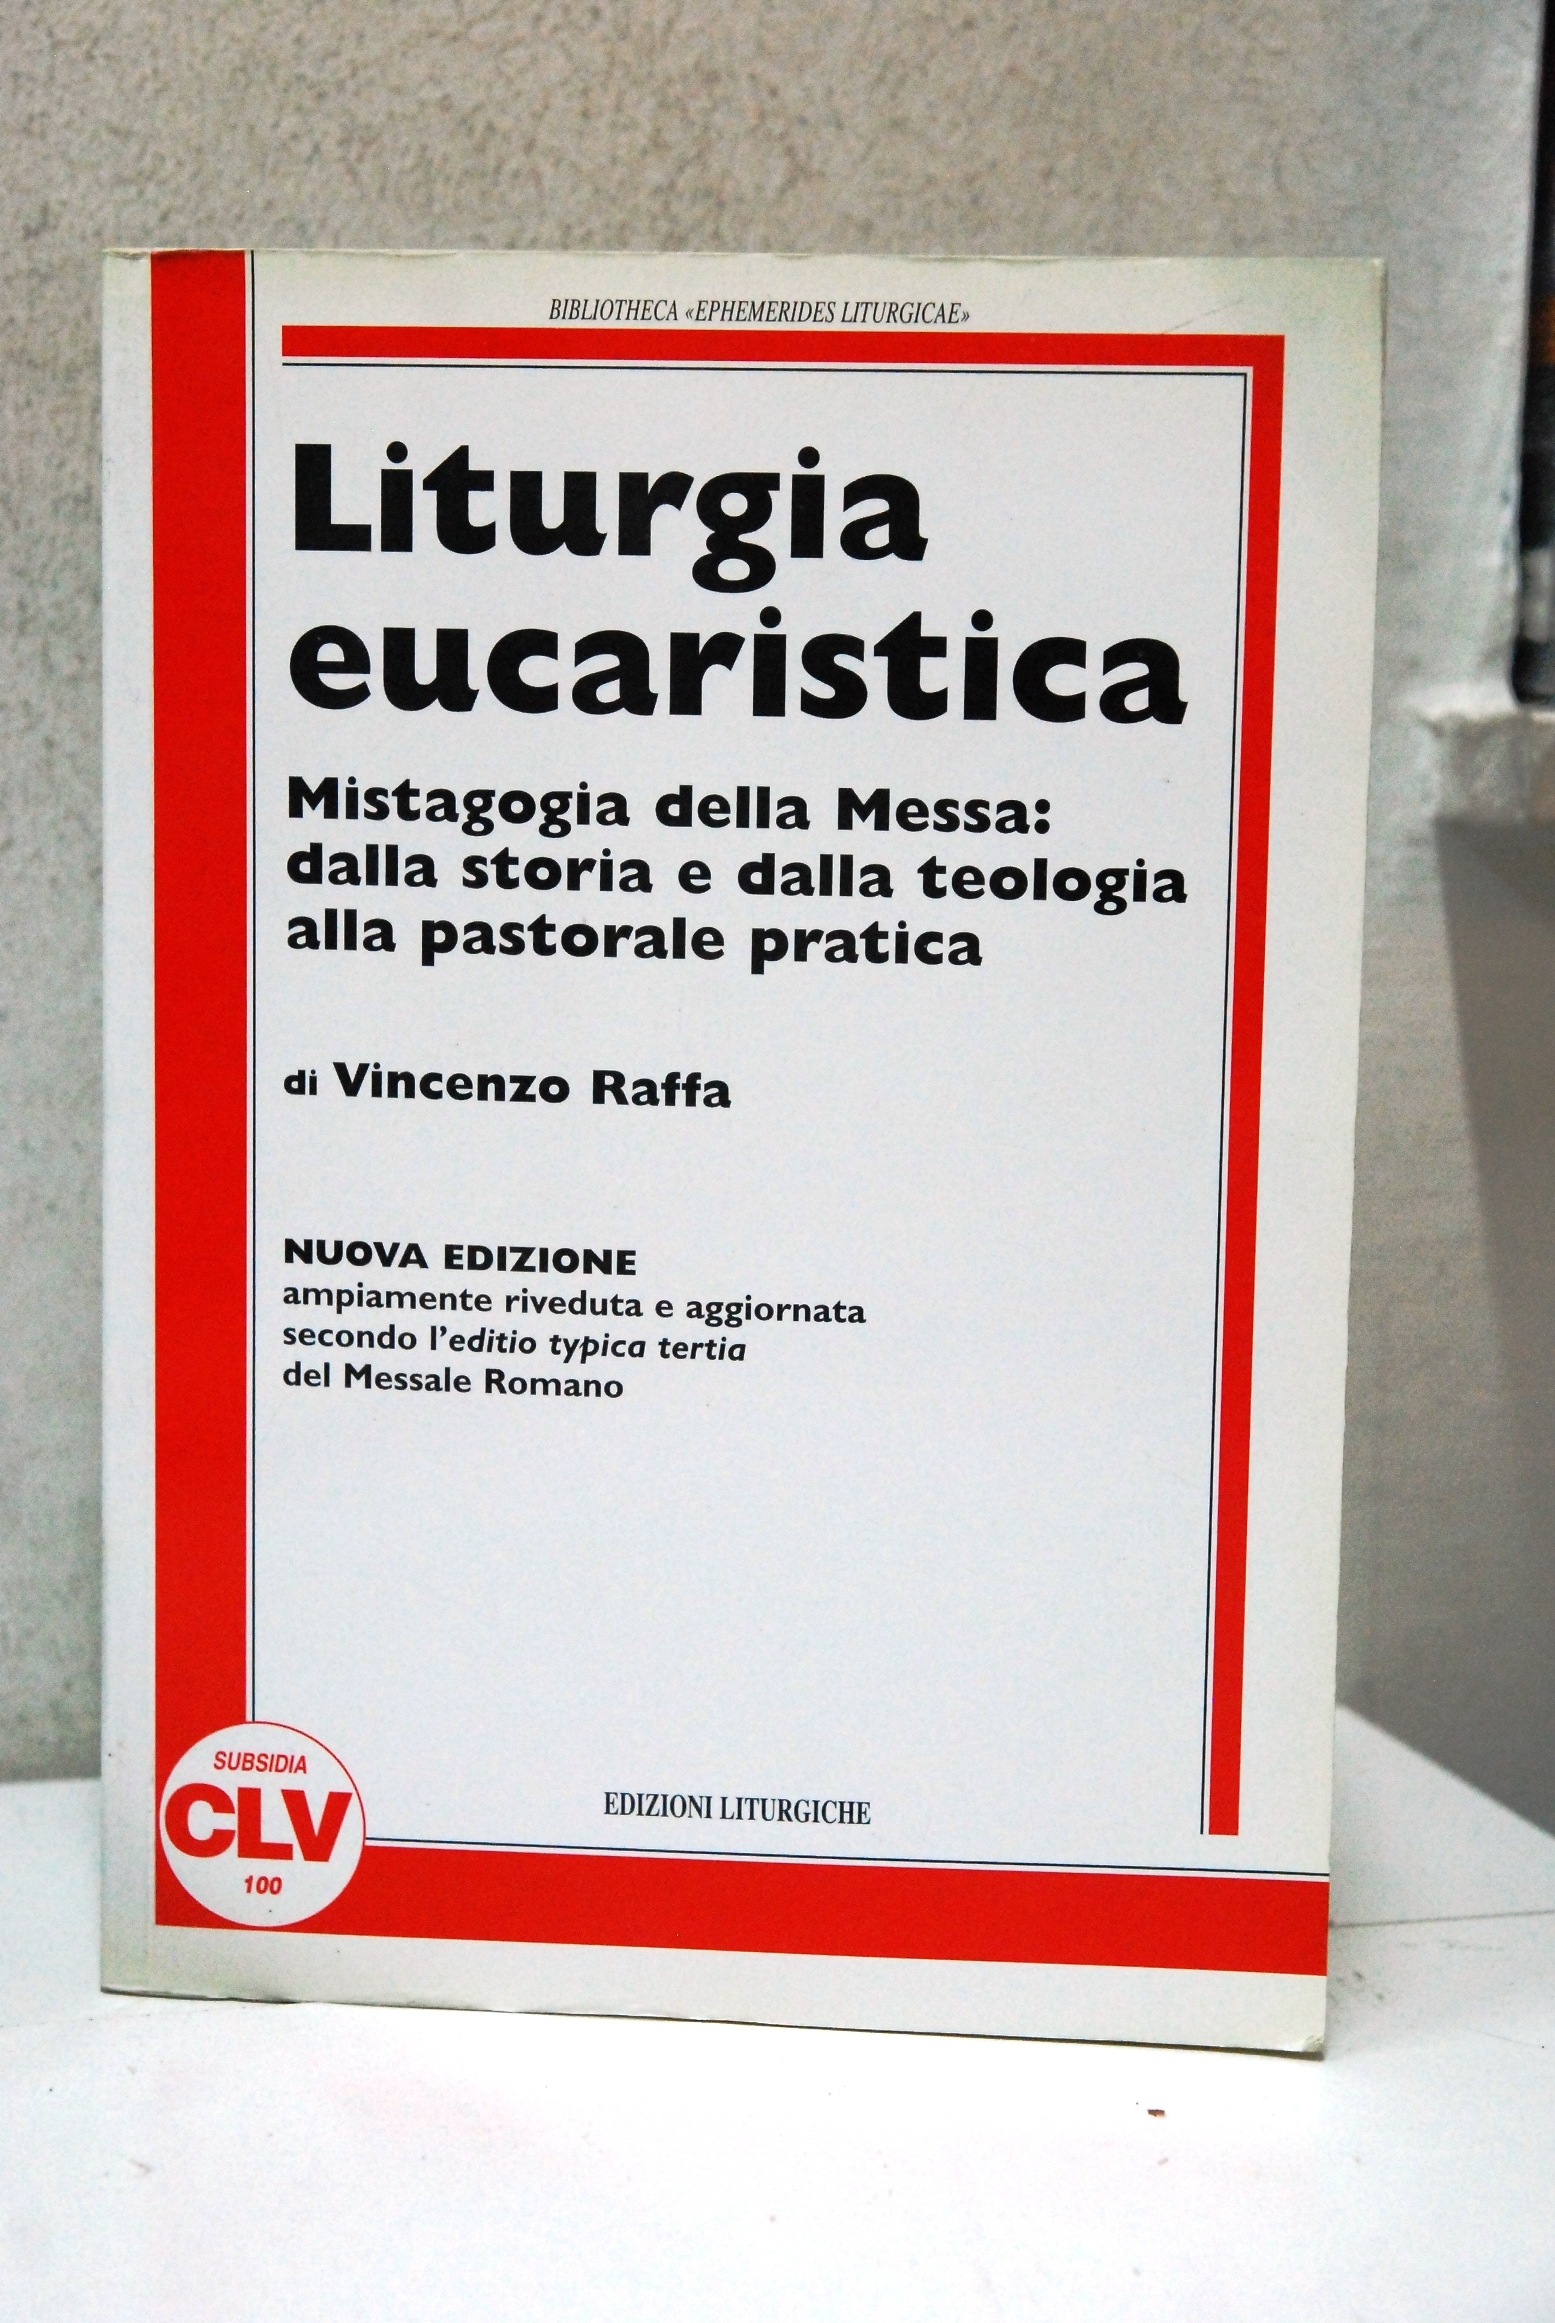 BIBLIOTHECA «EPHEMERIDES LITURGICAE»
Liturgia
eucaristica
Mistagogia della Messa:
dalla storia e dalla teologia
alla pastorale pratica
di Vincenzo Raffa
NUOVA EDIZIONE
ampiamente riveduta e aggiornata
secondo l'editio typica tertia
del Messale Romano
SUBSIDIA
CLV
100
EDIZIONI LITURGICHE